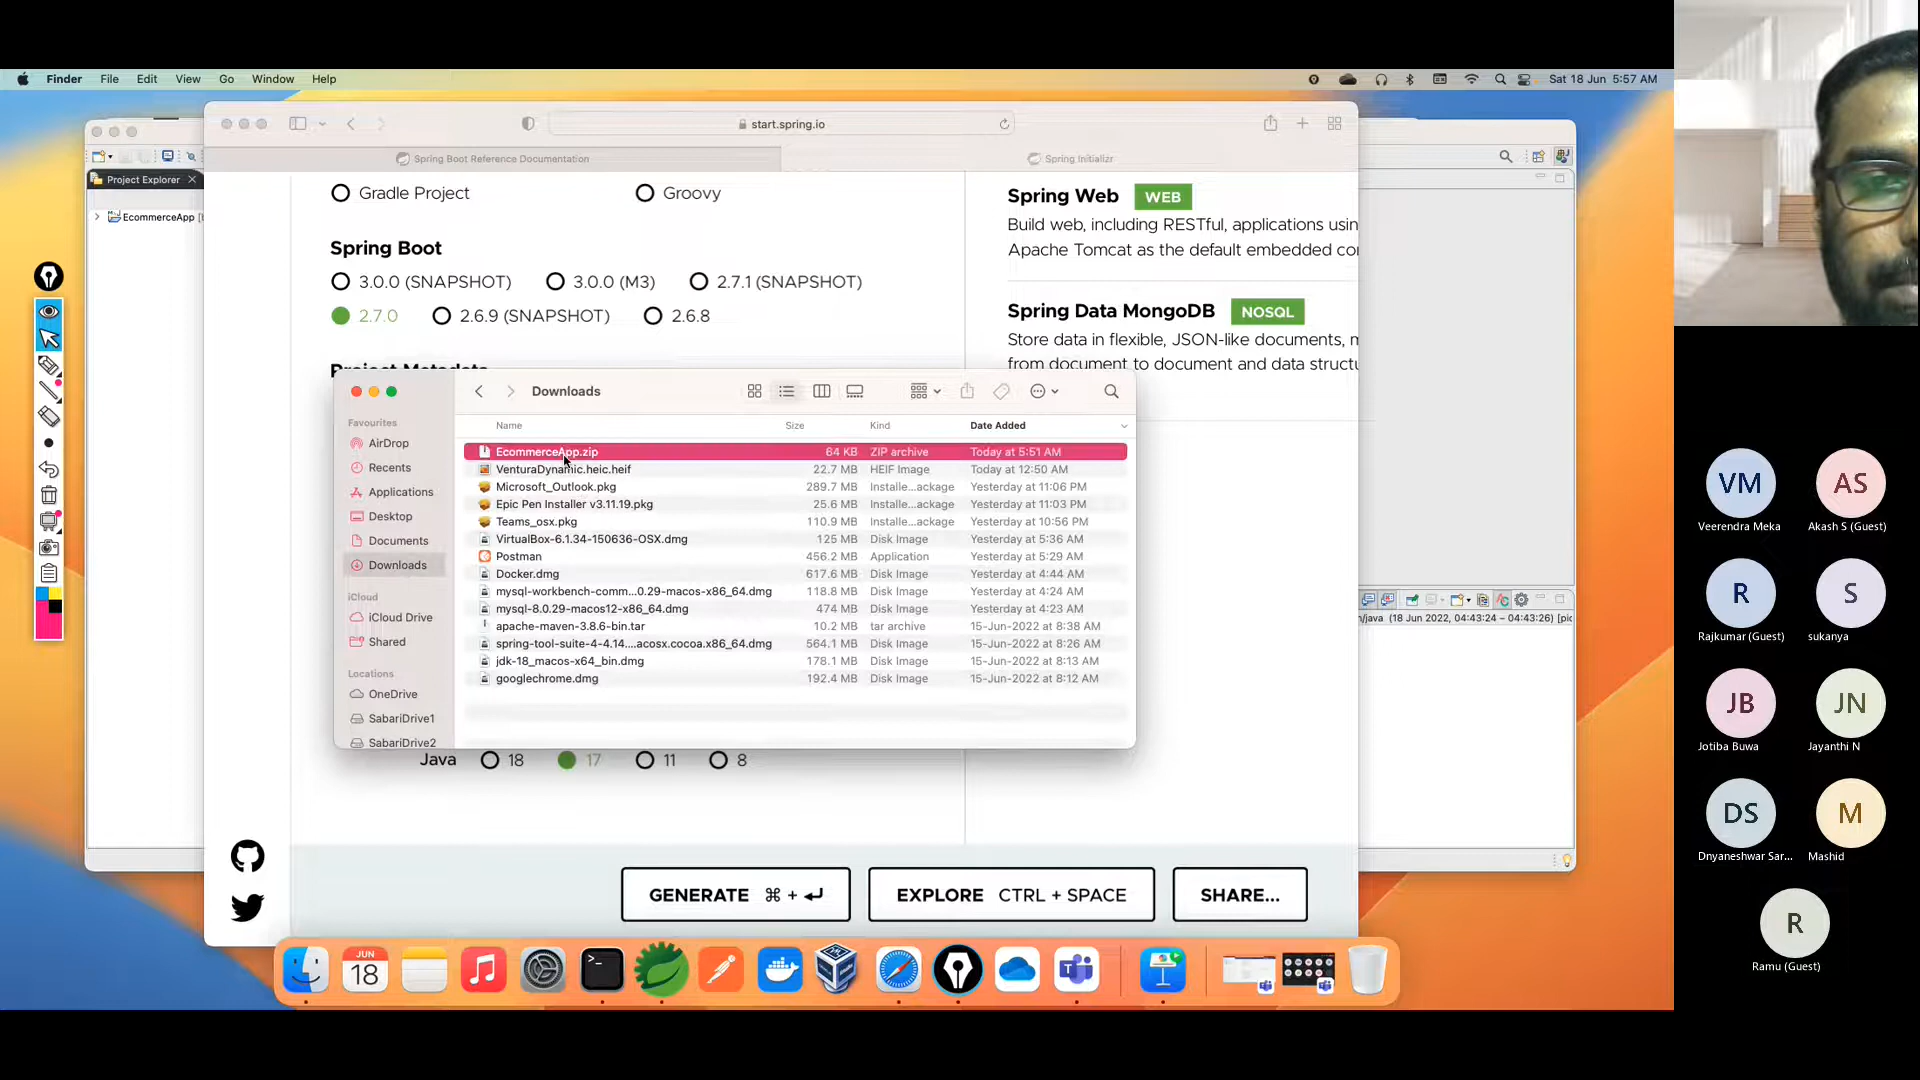 Finder File Edit View Go Window Help
Sat 18 Jun 5:57 AM
start.spring.io
Spring Boot Reference Documentation
Spring Initializr
Project Explorer
EcommerceApp
Gradle Project
Groovy
Spring Boot
3.0.0 (SNAPSHOT) 3.0.0 (M3) 2.7.1 (SNAPSHOT)
2.7.0 2.6.9 (SNAPSHOT) 2.6.8
Project Metadata
Spring Web WEB
Build web, including RESTful, applications usin
Apache Tomcat as the default embedded co
Spring Data MongoDB NOSQL
Store data in flexible, JSON-like documents, m
from document to document and data structu
Downloads
Favourites
AirDrop
Recents
Applications
Desktop
Documents
Downloads
iCloud
iCloud Drive
Shared
Locations
OneDrive
SabariDrive1
SabariDrive2
Name Size Kind Date Added
EcommerceApp.zip 64 KB ZIP archive Today at 5:51 AM
VenturaDynamic.heic.heif 22.7 MB HEIF Image Today at 12:50 AM
Microsoft_Outlook.pkg 289.7 MB Installe...ackage Yesterday at 11:06 PM
Epic Pen Installer v3.11.19.pkg 25.6 MB Installe...ackage Yesterday at 11:03 PM
Teams_osx.pkg 110.9 MB Installe...ackage Yesterday at 10:56 PM
VirtualBox-6.1.34-150636-OSX.dmg 125 MB Disk Image Yesterday at 5:36 AM
Postman 456.2 MB Application Yesterday at 5:29 AM
Docker.dmg 617.6 MB Disk Image Yesterday at 4:44 AM
mysql-workbench-comm...0.29-macos-x86_64.dmg 118.8 MB Disk Image Yesterday at 4:24 AM
mysql-8.0.29-macos12-x86_64.dmg 474 MB Disk Image Yesterday at 4:23 AM
apache-maven-3.8.6-bin.tar 10.2 MB tar archive 15-Jun-2022 at 8:38 AM
spring-tool-suite-4-4.14....acosx.cocoa.x86_64.dmg 564.1 MB Disk Image 15-Jun-2022 at 8:26 AM
jdk-18_macos-x64_bin.dmg 178.1 MB Disk Image 15-Jun-2022 at 8:13 AM
googlechrome.dmg 192.4 MB Disk Image 15-Jun-2022 at 8:12 AM
n/java (18 Jun 2022, 04:43:24 – 04:43:26) [pic
Java 18 17 11 8
GENERATE ⌘ + ↵
EXPLORE CTRL + SPACE
SHARE...
JUN
18
VM
Veerendra Meka
AS
Akash S (Guest)
R
Rajkumar (Guest)
S
sukanya
JB
Jotiba Buwa
JN
Jayanthi N
DS
Dnyaneshwar Sar...
M
Mashid
R
Ramu (Guest)